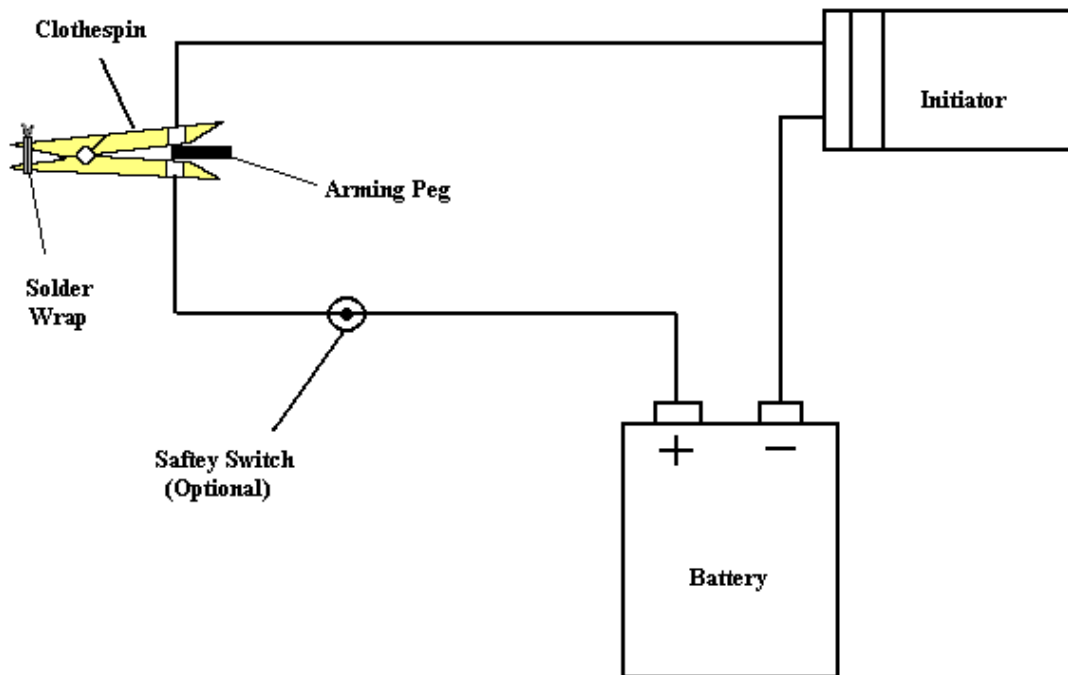 Clothespin
Initiator
Arming Peg
Solder
Wrap
Saftey Switch
(Optional)
+ −
Battery